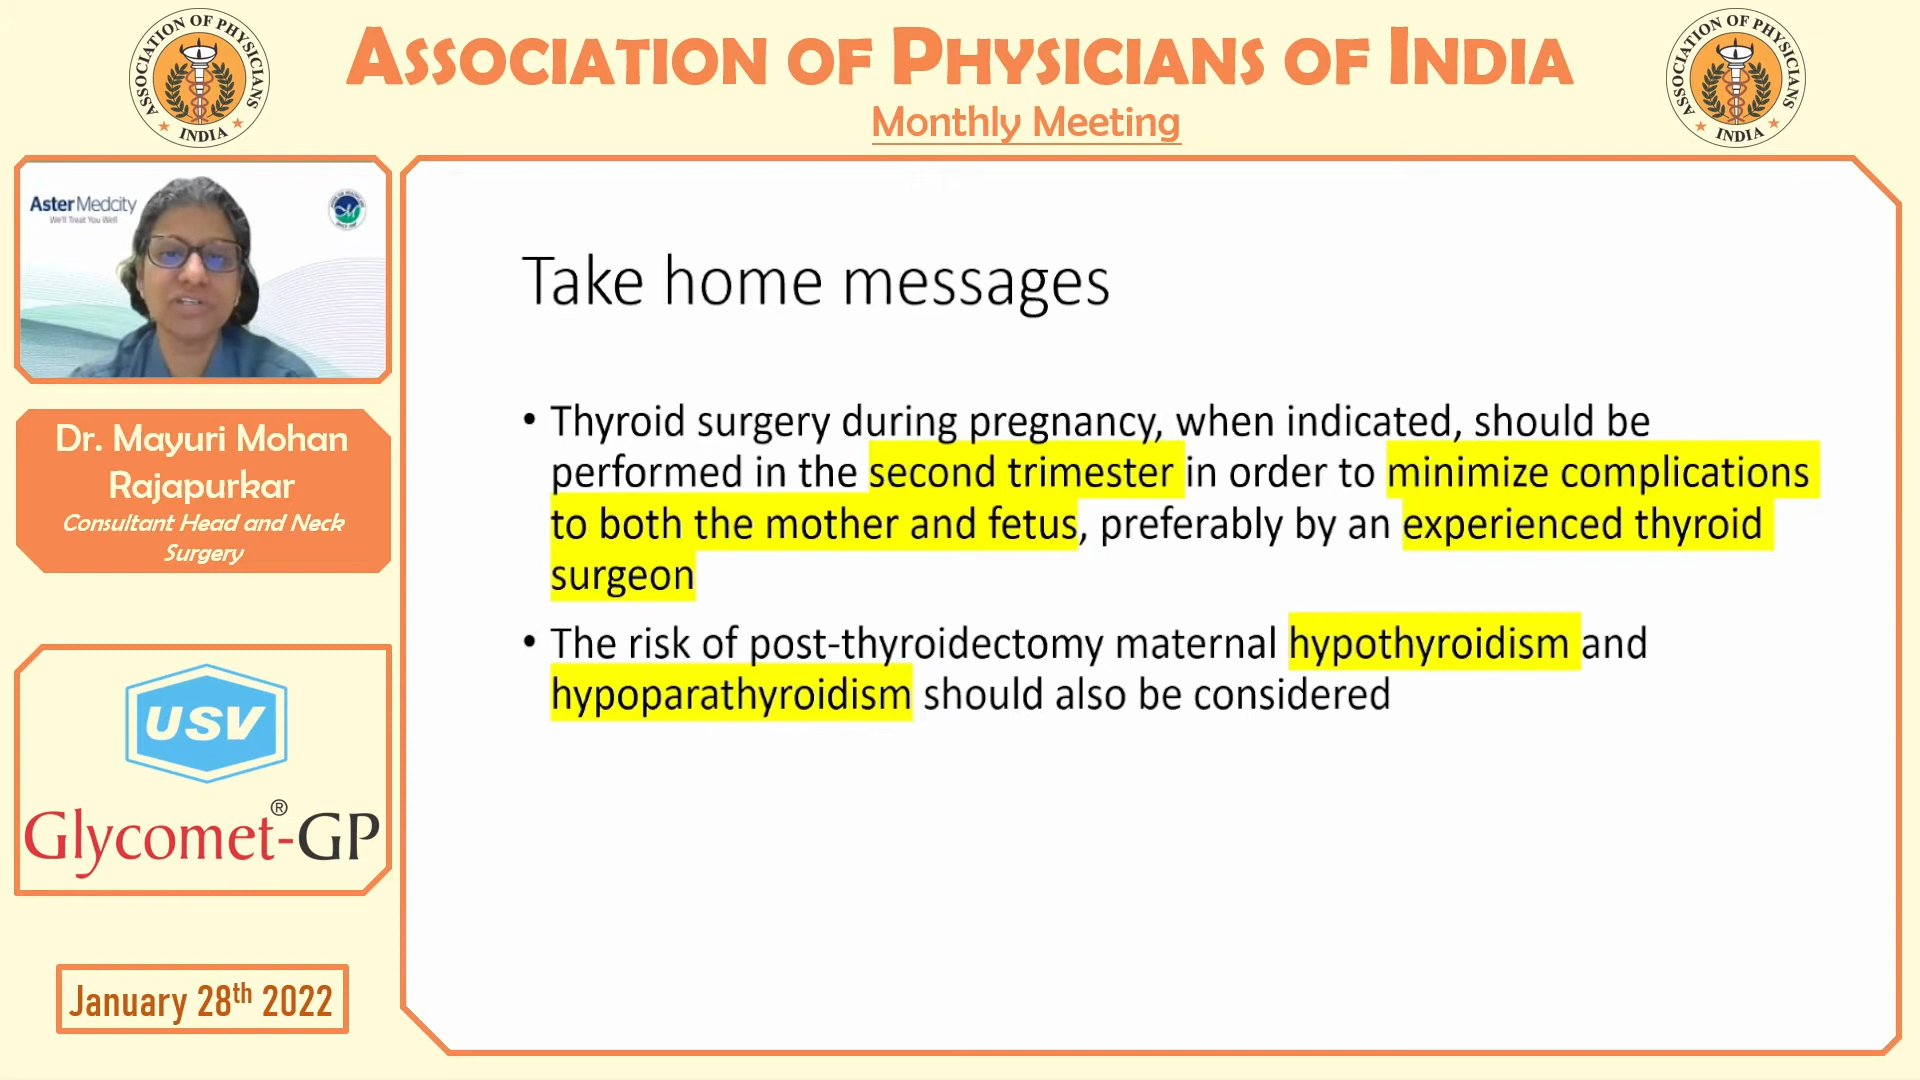 ASSOCIATION OF PHYSICIANS OF INDIA
Monthly Meeting
ASSOCIATION OF PHYSICIANS
INDIA
ASSOCIATION OF PHYSICIANS
INDIA
Aster Medcity
We'll Treat You Well
Dr. Mayuri Mohan
Rajapurkar
Consultant Head and Neck
Surgery
USV
Glycomet®-GP
January 28th 2022
Take home messages
• Thyroid surgery during pregnancy, when indicated, should be
performed in the second trimester in order to minimize complications
to both the mother and fetus, preferably by an experienced thyroid
surgeon
• The risk of post-thyroidectomy maternal hypothyroidism and
hypoparathyroidism should also be considered